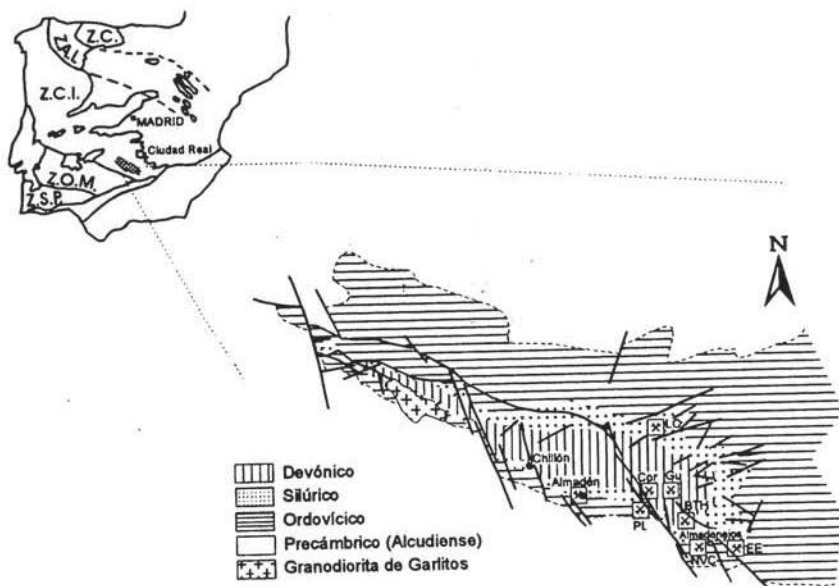 Z.C.
Z.A.L.
Z.C.I.
MADRID
Ciudad Real
Z.O.M.
Z.S.P.
N
LC
Chillón
Almadén
Cor
Gu
PL
BTH
Almadenejos
NVC
EE
Devónico
Silúrico
Ordovícico
Precámbrico (Alcudiense)
Granodiorita de Garlitos